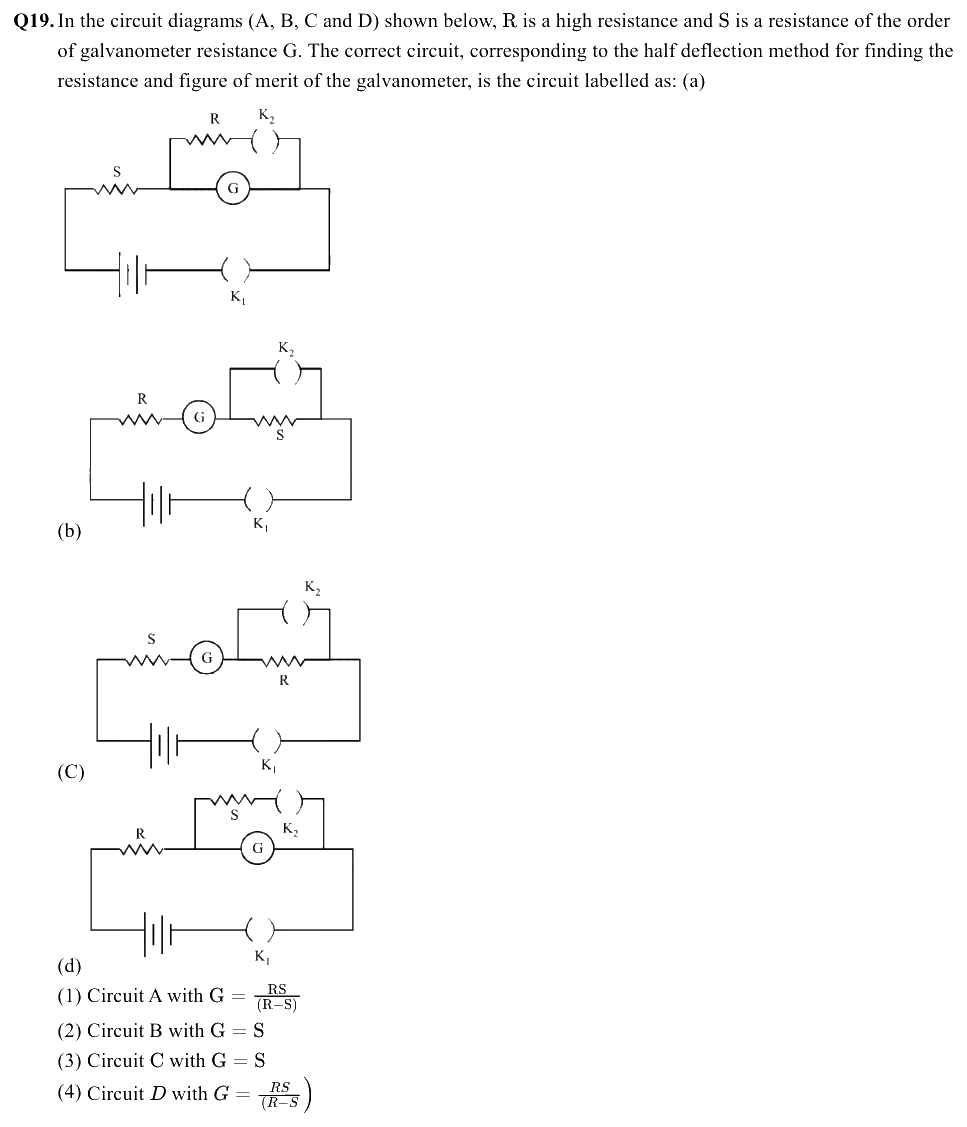 Q19. In the circuit diagrams (A, B, C and D) shown below, R is a high resistance and S is a resistance of the order
of galvanometer resistance G. The correct circuit, corresponding to the half deflection method for finding the
resistance and figure of merit of the galvanometer, is the circuit labelled as: (a)
R K₂
S
G
K₁
K₂
R
G
S
K₁
(b)
K₂
S
G
R
K₁
(C)
S
K₂
R
G
K₁
(d)
(1) Circuit A with G = RS/(R−S)
(2) Circuit B with G = S
(3) Circuit C with G = S
(4) Circuit D with G = RS/(R−S)